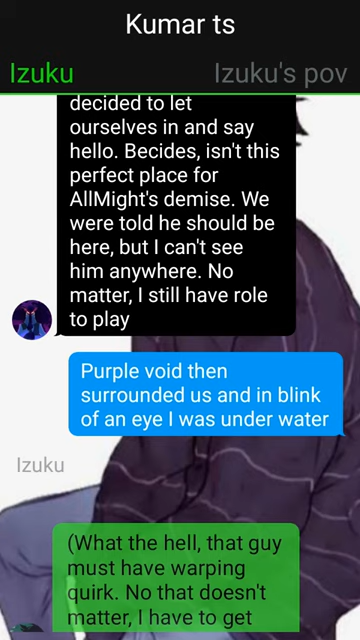 Kumar ts
Izuku Izuku's pov
decided to let
ourselves in and say
hello. Becides, isn't this
perfect place for
AllMight's demise. We
were told he should be
here, but I can't see
him anywhere. No
matter, I still have role
to play
Purple void then
surrounded us and in blink
of an eye I was under water
Izuku
(What the hell, that guy
must have warping
quirk. No that doesn't
matter, I have to get